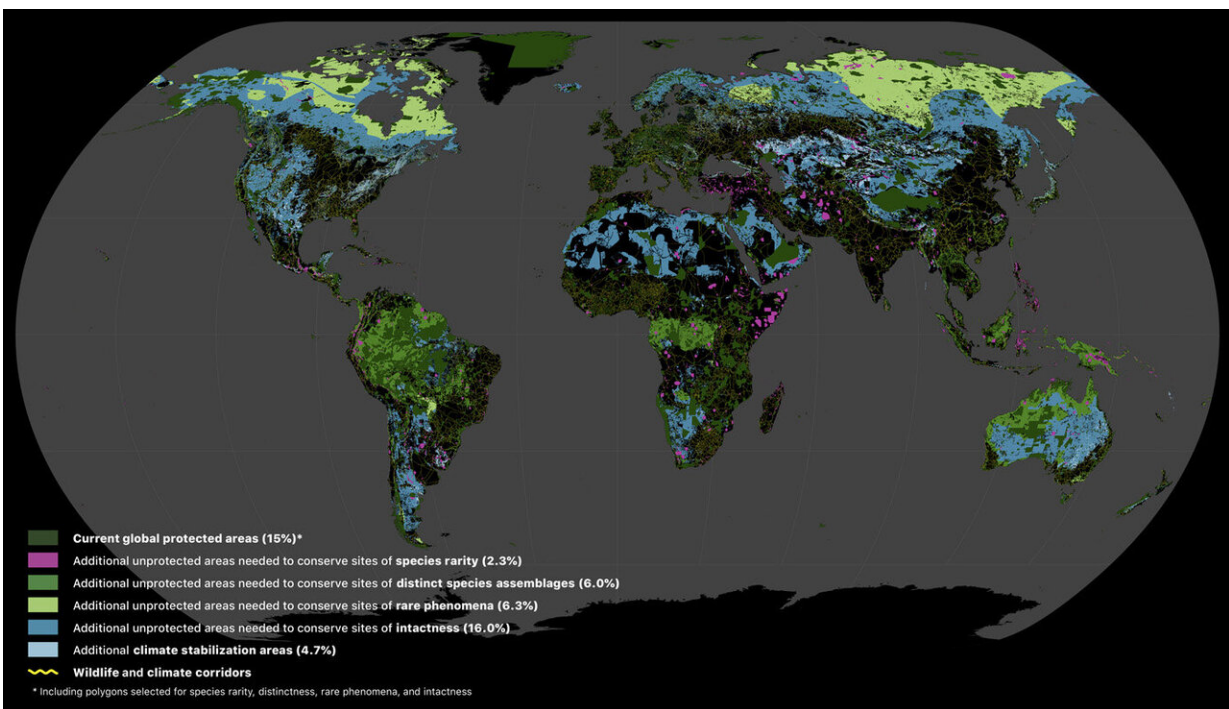 Current global protected areas (15%)*
Additional unprotected areas needed to conserve sites of species rarity (2.3%)
Additional unprotected areas needed to conserve sites of distinct species assemblages (6.0%)
Additional unprotected areas needed to conserve sites of rare phenomena (6.3%)
Additional unprotected areas needed to conserve sites of intactness (16.0%)
Additional climate stabilization areas (4.7%)
Wildlife and climate corridors
* Including polygons selected for species rarity, distinctness, rare phenomena, and intactness